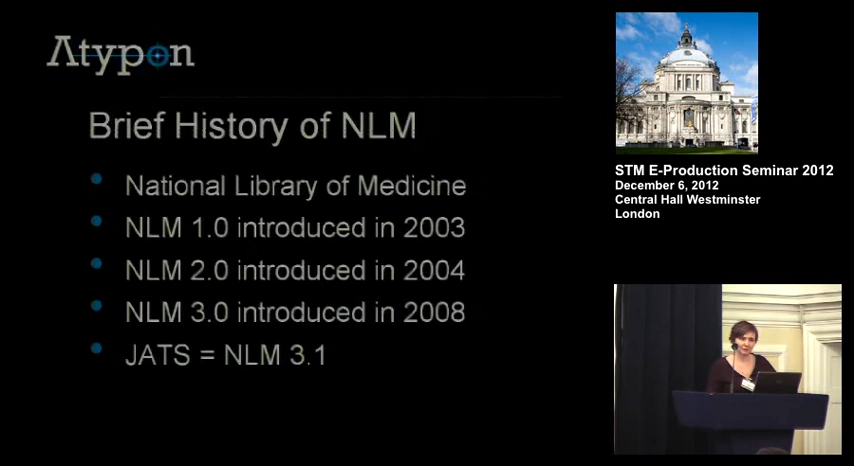 Atypon
Brief History of NLM
National Library of Medicine
NLM 1.0 introduced in 2003
NLM 2.0 introduced in 2004
NLM 3.0 introduced in 2008
JATS = NLM 3.1
STM E-Production Seminar 2012
December 6, 2012
Central Hall Westminster
London